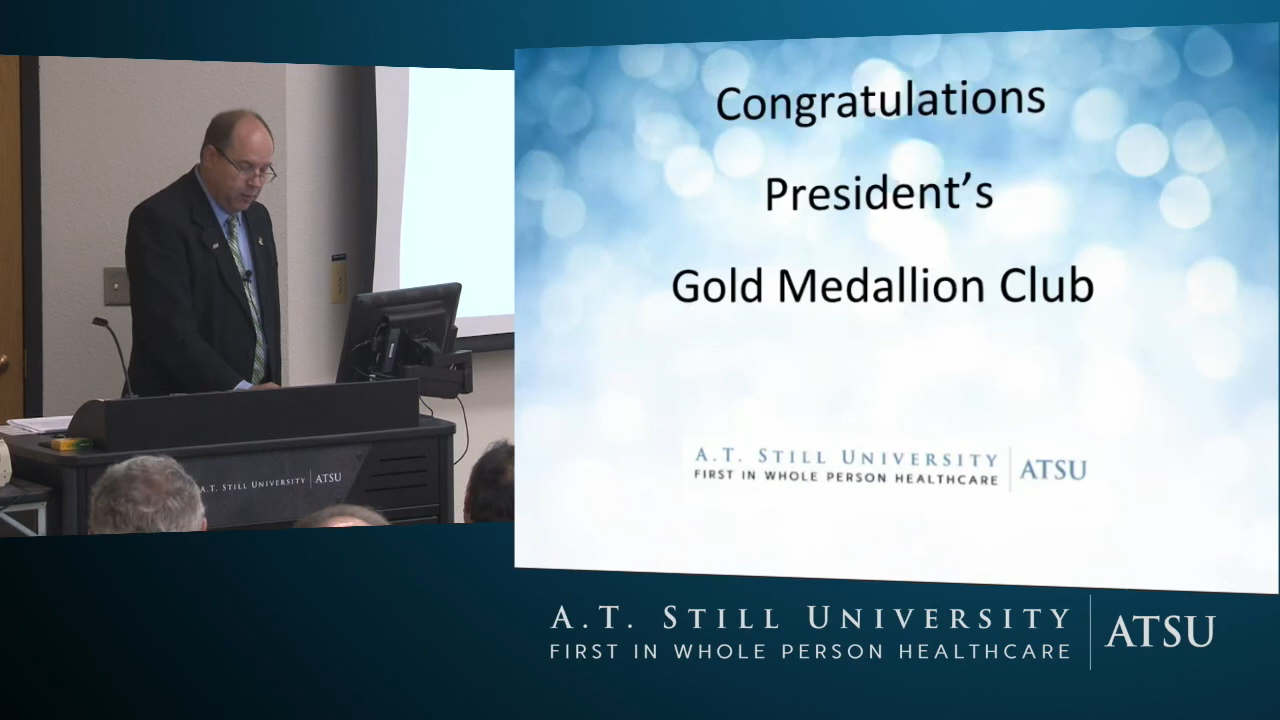 Congratulations
President's
Gold Medallion Club
A.T. STILL UNIVERSITY | ATSU
FIRST IN WHOLE PERSON HEALTHCARE
A.T. STILL UNIVERSITY | ATSU
A.T. STILL UNIVERSITY | ATSU
FIRST IN WHOLE PERSON HEALTHCARE